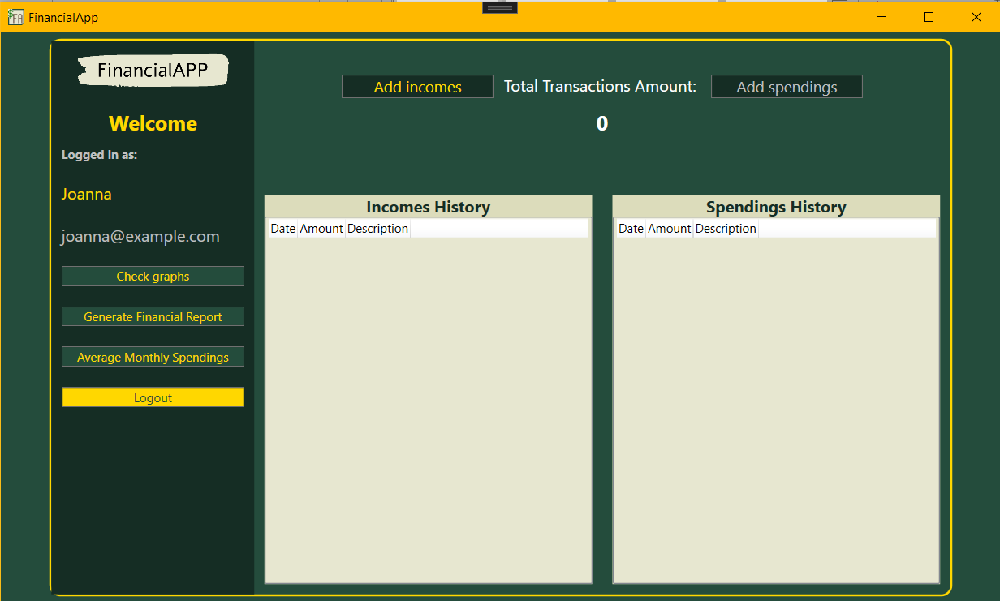 FinancialApp
FinancialAPP
Welcome
Logged in as:
Joanna
joanna@example.com
Check graphs
Generate Financial Report
Average Monthly Spendings
Logout
Add incomes
Total Transactions Amount:
Add spendings
0
Incomes History
Date Amount Description
Spendings History
Date Amount Description